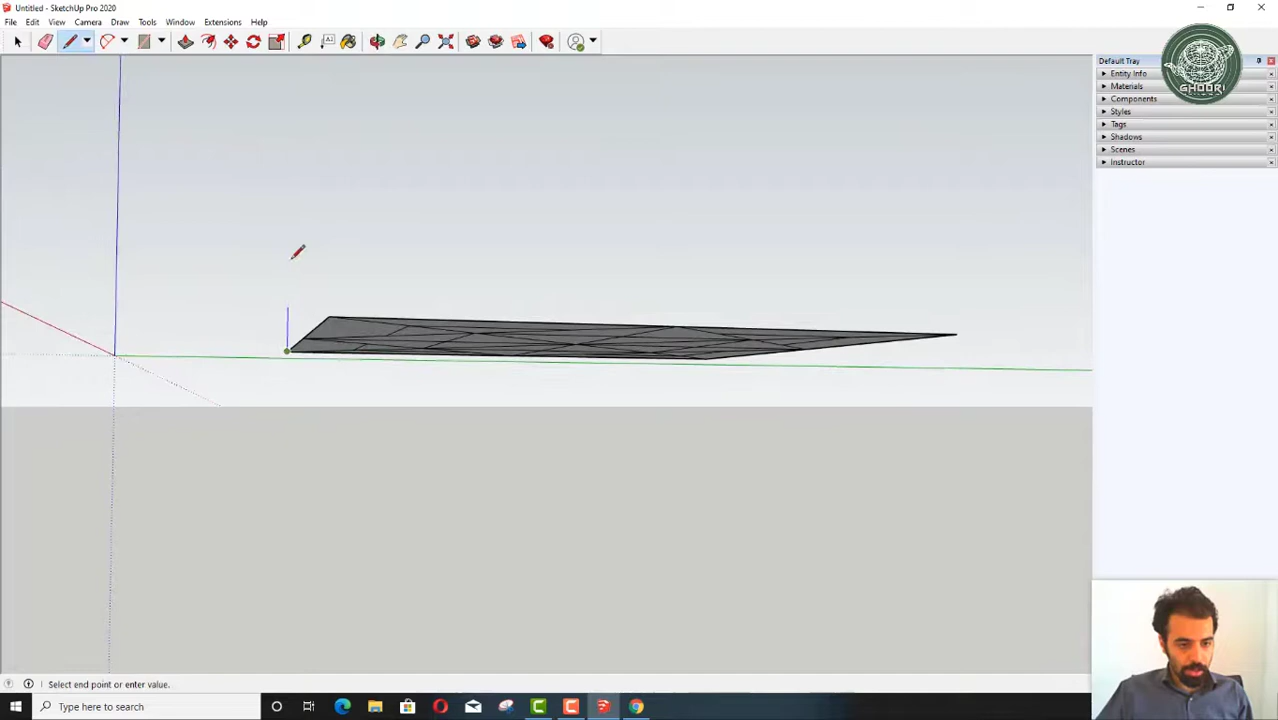 Untitled - SketchUp Pro 2020
File Edit View Camera Draw Tools Window Extensions Help
Default Tray
Entity Info
Materials
Components
Styles
Tags
Shadows
Scenes
Instructor
GHOORI
Select end point or enter value.
Type here to search